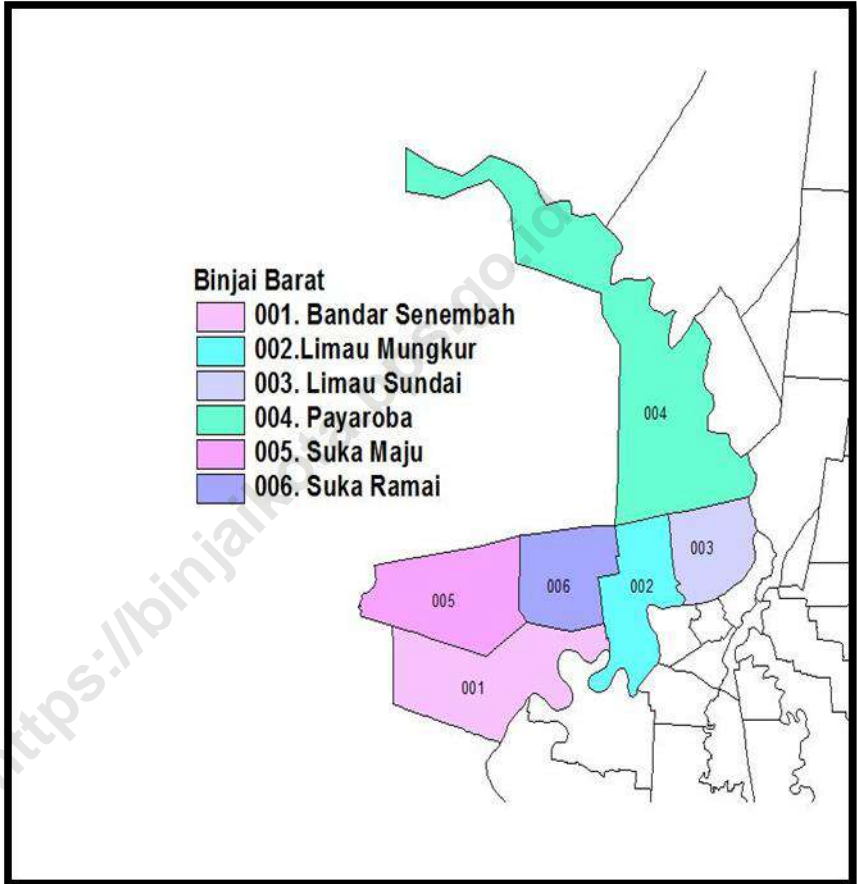 Binjai Barat
001. Bandar Senembah
002.Limau Mungkur
003. Limau Sundai
004. Payaroba
005. Suka Maju
006. Suka Ramai
004
003
006
002
005
001
https://binjaikota.bps.go.id